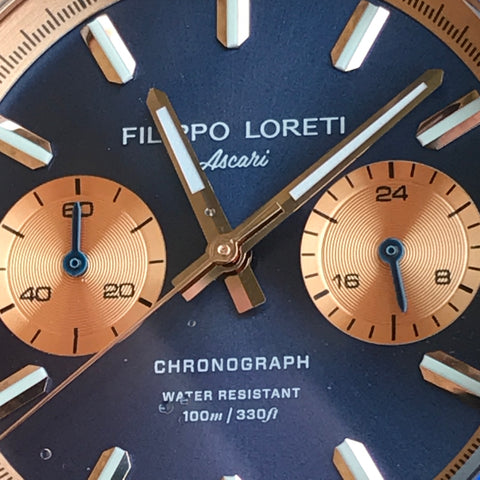 FILIPPO LORETI
Ascari
60
40
20
24
16
8
CHRONOGRAPH
WATER RESISTANT
100m / 330ft